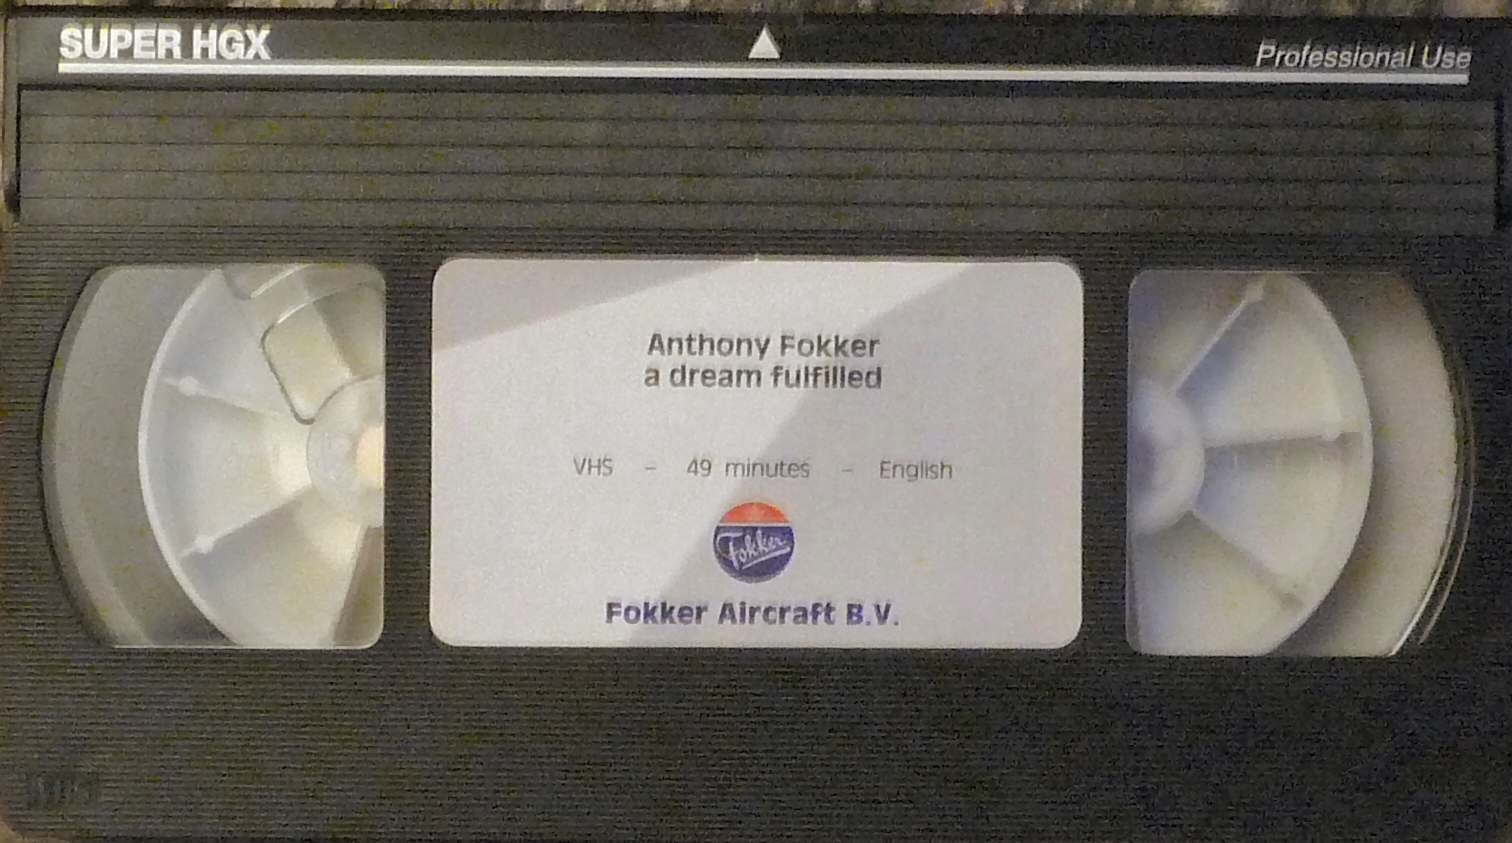 SUPER HGX
Professional Use
Anthony Fokker
a dream fulfilled
VHS - 49 minutes - English
Fokker
Fokker Aircraft B.V.